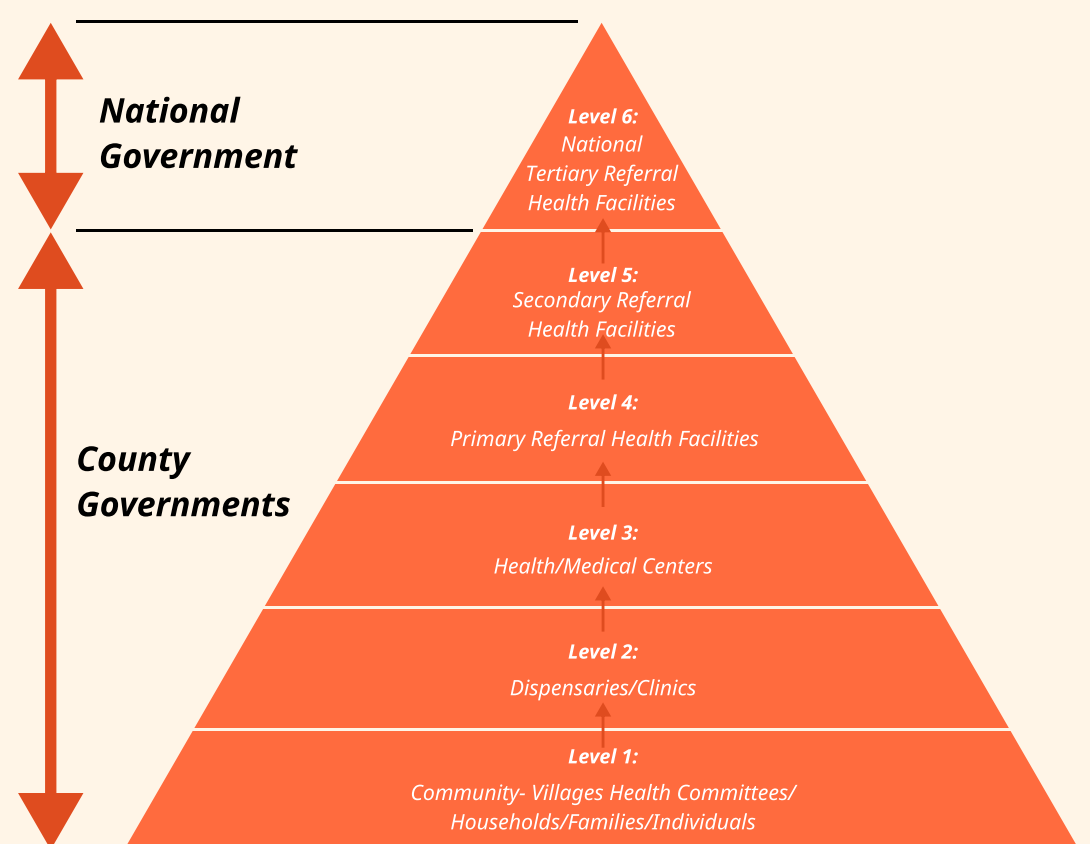 National
Government
Level 6:
National
Tertiary Referral
Health Facilities
Level 5:
Secondary Referral
Health Facilities
Level 4:
Primary Referral Health Facilities
County
Governments
Level 3:
Health/Medical Centers
Level 2:
Dispensaries/Clinics
Level 1:
Community- Villages Health Committees/
Households/Families/Individuals